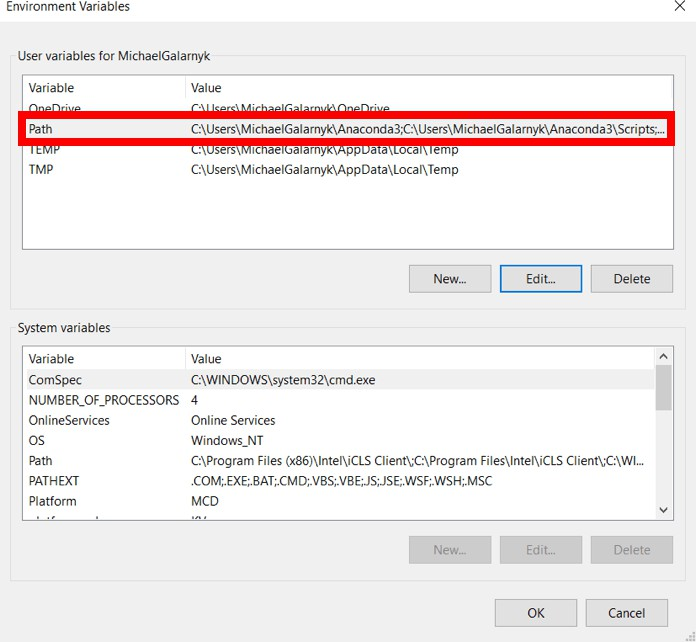 Environment Variables
User variables for MichaelGalarnyk
Variable Value
OneDrive C:\Users\MichaelGalarnyk\OneDrive
Path C:\Users\MichaelGalarnyk\Anaconda3;C:\Users\MichaelGalarnyk\Anaconda3\Scripts;...
TEMP C:\Users\MichaelGalarnyk\AppData\Local\Temp
TMP C:\Users\MichaelGalarnyk\AppData\Local\Temp
New... Edit... Delete
System variables
Variable Value
ComSpec C:\WINDOWS\system32\cmd.exe
NUMBER_OF_PROCESSORS 4
OnlineServices Online Services
OS Windows_NT
Path C:\Program Files (x86)\Intel\iCLS Client\;C:\Program Files\Intel\iCLS Client\;C:\WI...
PATHEXT .COM;.EXE;.BAT;.CMD;.VBS;.VBE;.JS;.JSE;.WSF;.WSH;.MSC
Platform MCD
New... Edit... Delete
OK Cancel